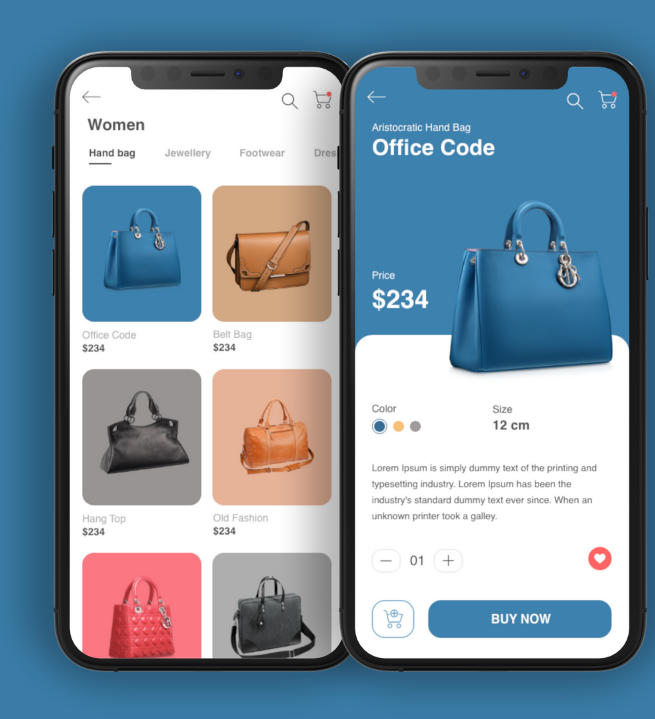 Women
Hand bag Jewellery Footwear Dres
Office Code
$234
Belt Bag
$234
Hang Top
$234
Old Fashion
$234
Aristocratic Hand Bag
Office Code
Price
$234
Color
Size
12 cm
Lorem Ipsum is simply dummy text of the printing and
typesetting industry. Lorem Ipsum has been the
industry's standard dummy text ever since. When an
unknown printer took a galley.
01
BUY NOW